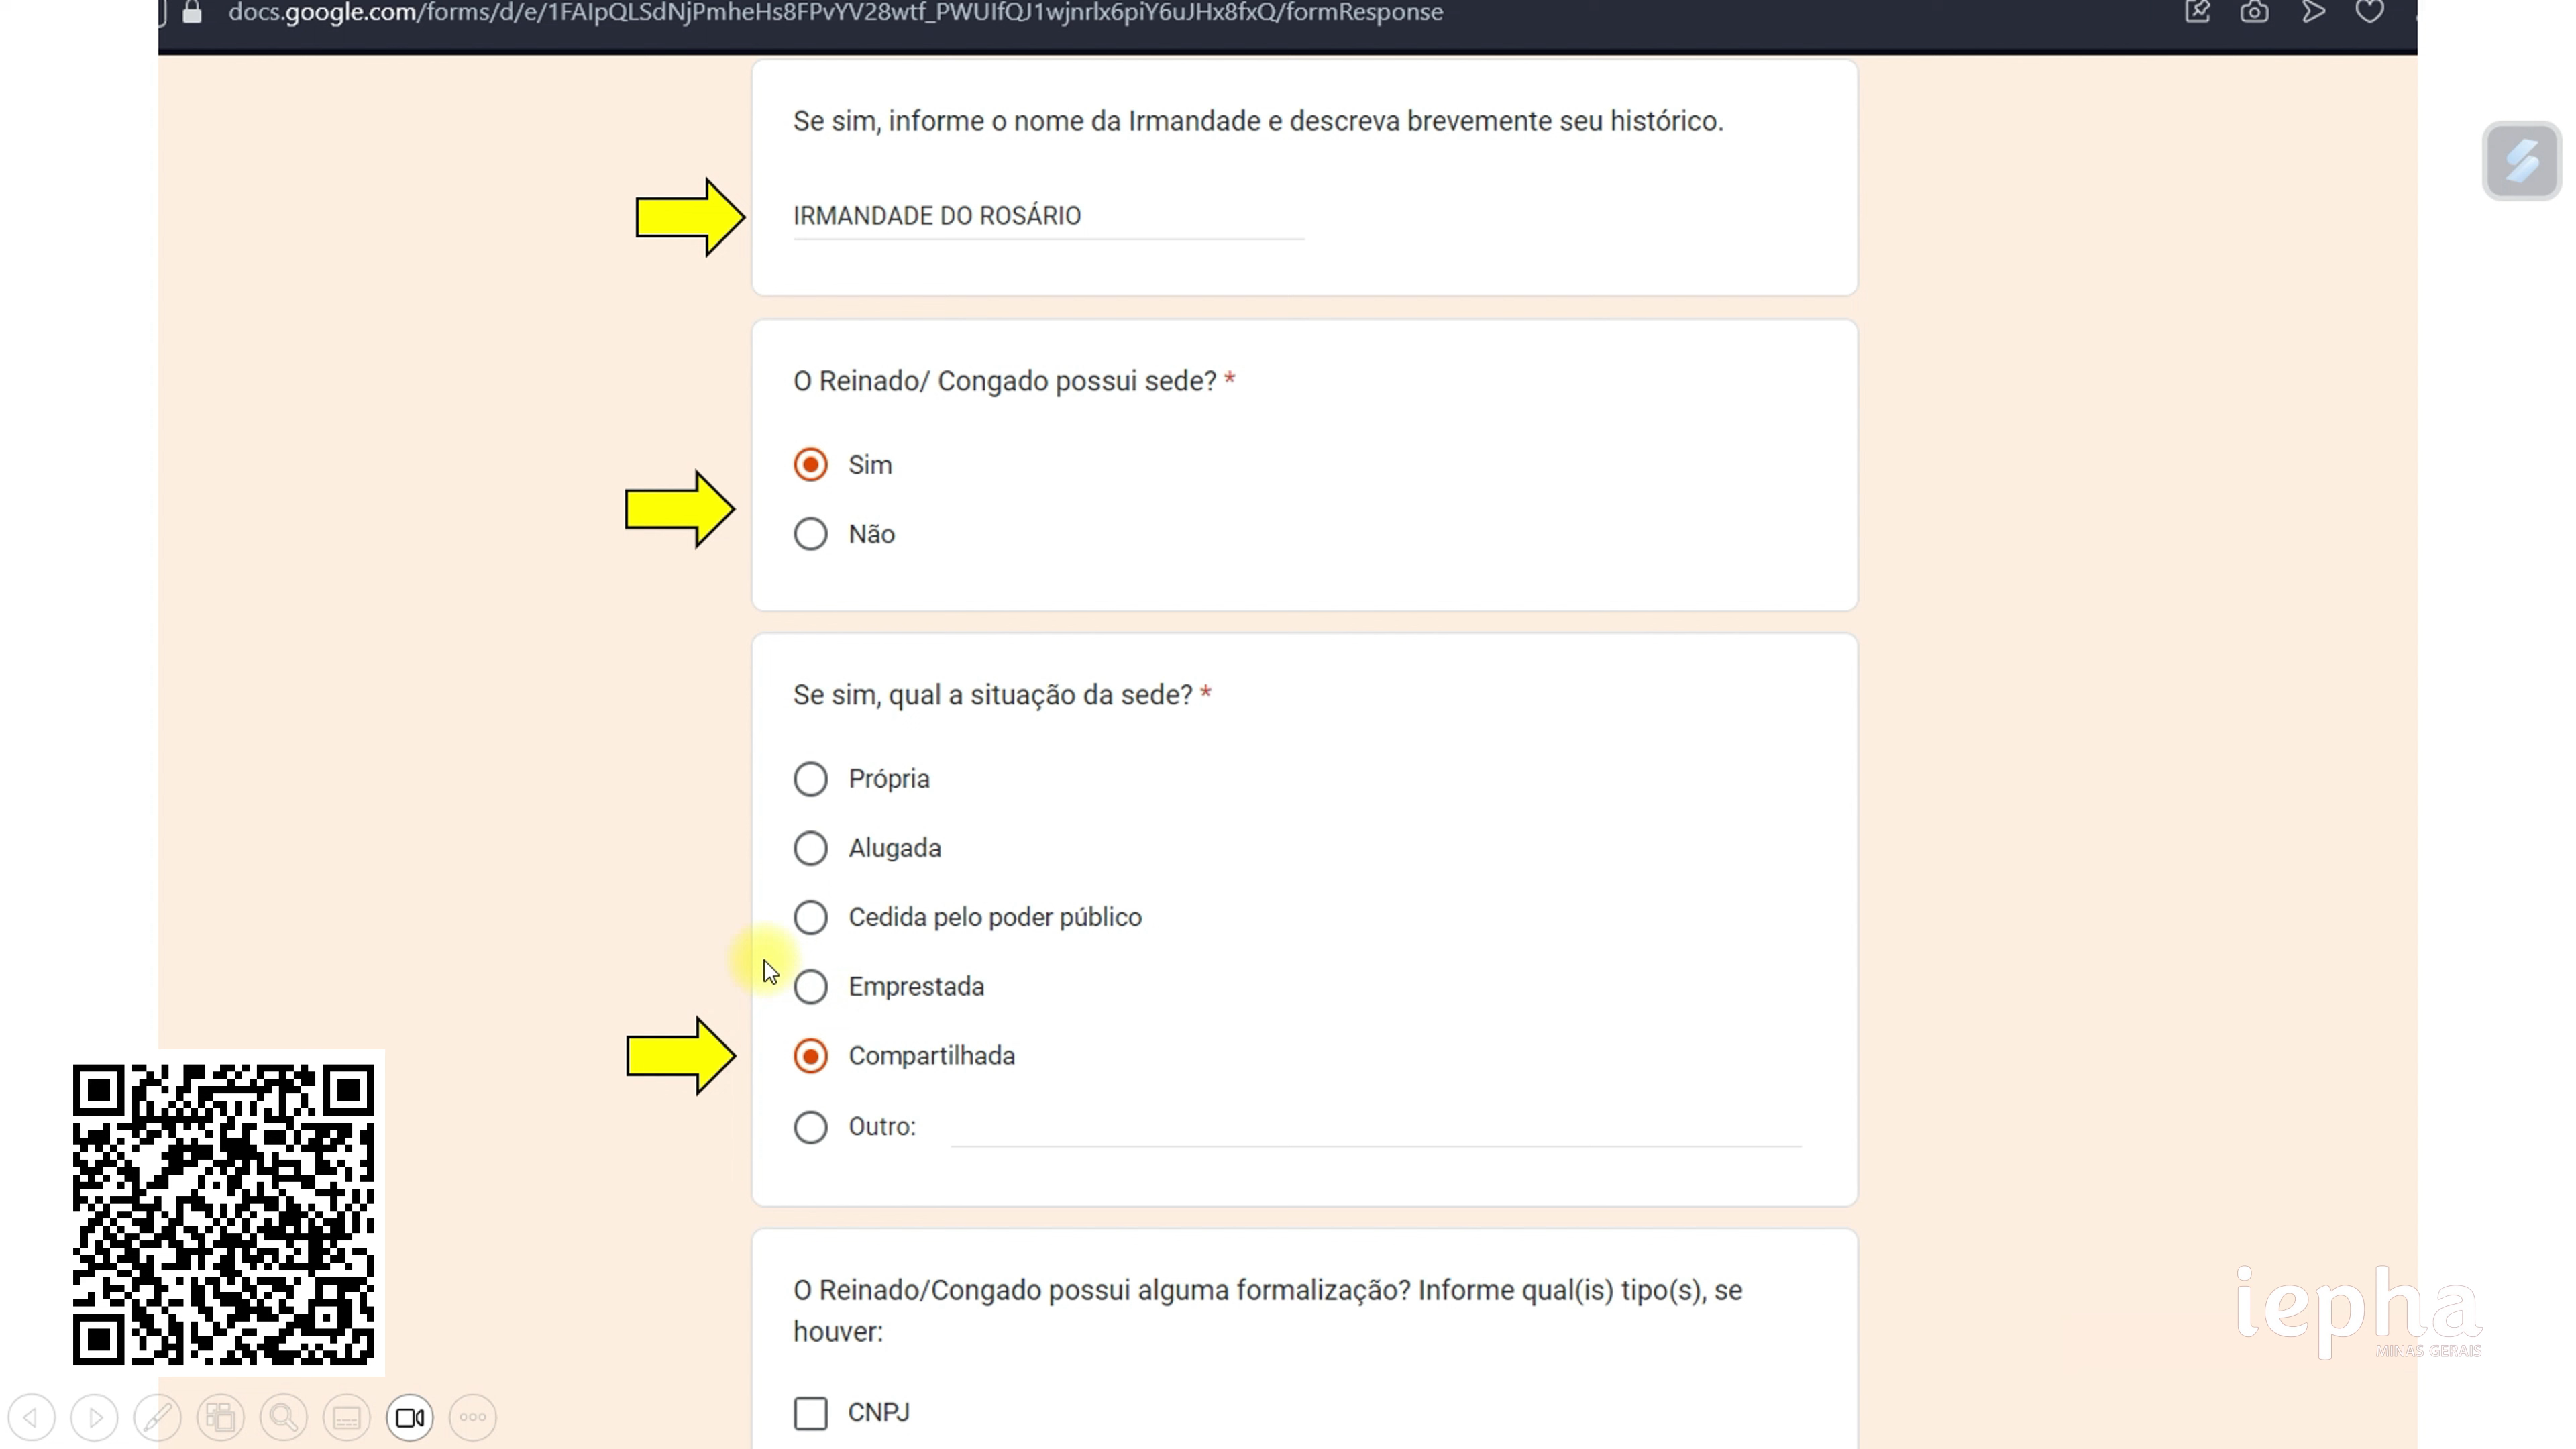 docs.google.com/forms/d/e/1FAIpQLSdNjPmheHs8FPvYV28wtf_PWUIfQJ1wjnrlx6piY6uJHx8fxQ/formResponse
Se sim, informe o nome da Irmandade e descreva brevemente seu histórico.
IRMANDADE DO ROSÁRIO
O Reinado/ Congado possui sede? *
Sim
Não
Se sim, qual a situação da sede? *
Própria
Alugada
Cedida pelo poder público
Emprestada
Compartilhada
Outro:
O Reinado/Congado possui alguma formalização? Informe qual(is) tipo(s), se
houver:
CNPJ
iepha
MINAS GERAIS